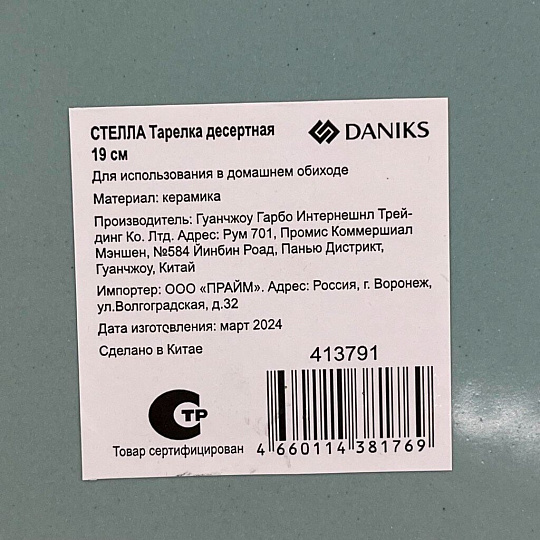 СТЕЛЛА Тарелка десертная
19 см
DANIKS
Для использования в домашнем обиходе
Материал: керамика
Производитель: Гуанчжоу Гарбо Интернешнл Трей-
динг Ко. Лтд. Адрес: Рум 701, Промис Коммершиал
Мэншен, №584 Йинбин Роад, Панью Дистрикт,
Гуанчжоу, Китай
Импортер: ООО «ПРАЙМ». Адрес: Россия, г. Воронеж,
ул.Волгоградская, д.32
Дата изготовления: март 2024
Сделано в Китае
413791
СТР
Товар сертифицирован
4 660114 381769